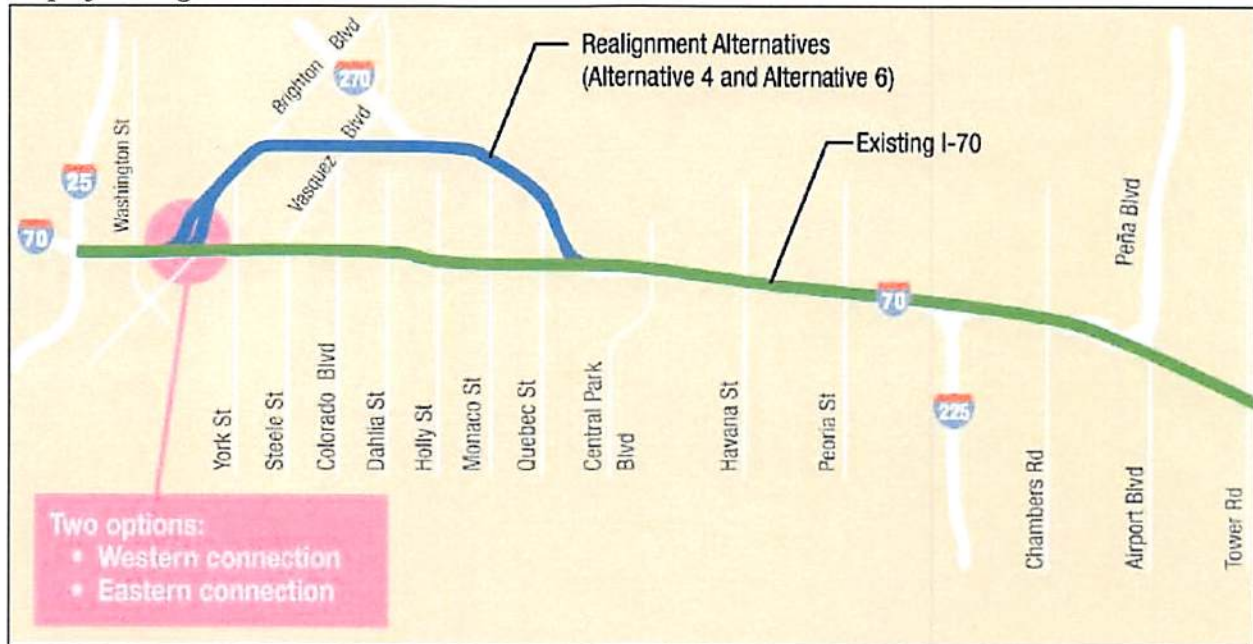 Realignment Alternatives
(Alternative 4 and Alternative 6)
Existing I-70
Brighton Blvd
270
Vasquez Blvd
Washington St
25
70
Peña Blvd
70
225
York St
Steele St
Colorado Blvd
Dahlia St
Holly St
Monaco St
Quebec St
Central Park
Blvd
Havana St
Peoria St
Chambers Rd
Airport Blvd
Tower Rd
Two options:
• Western connection
• Eastern connection